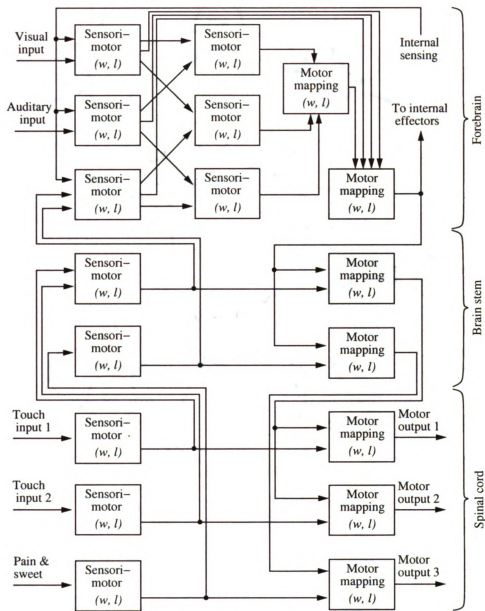 Visual
input
Sensori–
motor
(w, l)
Sensori–
motor
(w, l)
Internal
sensing
Motor
mapping
(w, l)
Auditory
input
Sensori–
motor
(w, l)
Sensori–
motor
(w, l)
To internal
effectors
Forebrain
Sensori–
motor
(w, l)
Sensori–
motor
(w, l)
Motor
mapping
(w, l)
Sensori–
motor
(w, l)
Motor
mapping
(w, l)
Brain stem
Sensori–
motor
(w, l)
Motor
mapping
(w, l)
Touch
input 1
Sensori–
motor
(w, l)
Motor
mapping
(w, l)
Motor
output 1
Touch
input 2
Sensori–
motor
(w, l)
Motor
mapping
(w, l)
Motor
output 2
Spinal cord
Pain &
sweet
Sensori–
motor
(w, l)
Motor
mapping
(w, l)
Motor
output 3